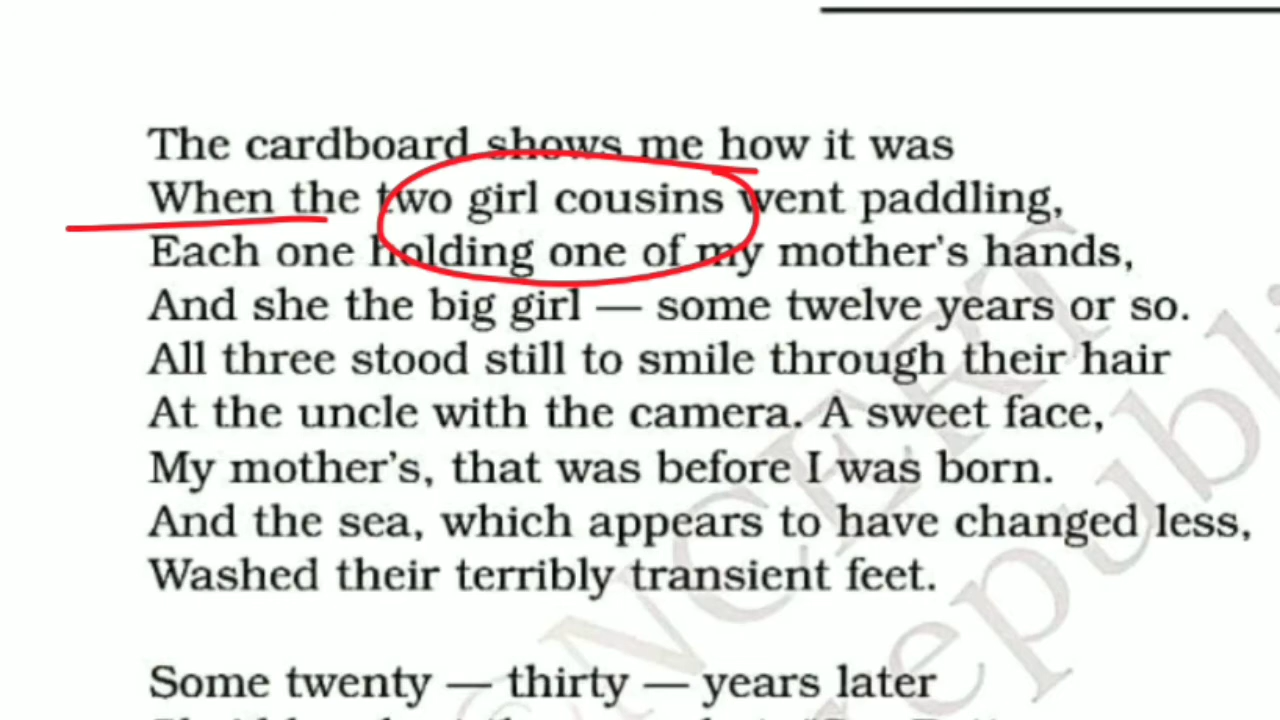 The cardboard shows me how it was
When the two girl cousins went paddling,
Each one holding one of my mother's hands,
And she the big girl — some twelve years or so.
All three stood still to smile through their hair
At the uncle with the camera. A sweet face,
My mother's, that was before I was born.
And the sea, which appears to have changed less,
Washed their terribly transient feet.
Some twenty — thirty — years later
©NCERT
republi